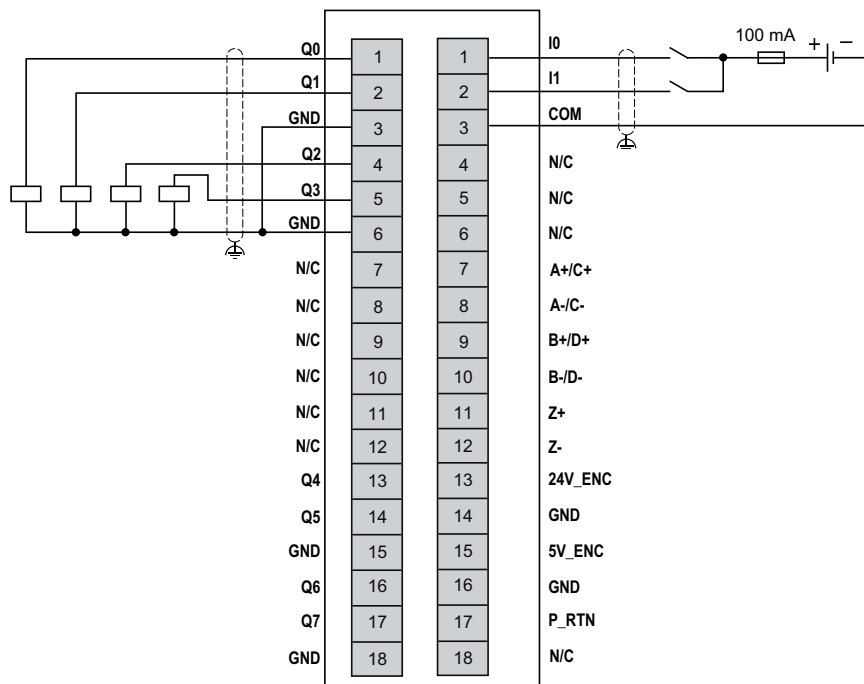 Q0 1 1 I0 100 mA + −
Q1 2 2 I1
GND 3 3 COM
Q2 4 4 N/C
Q3 5 5 N/C
GND 6 6 N/C
N/C 7 7 A+/C+
N/C 8 8 A-/C-
N/C 9 9 B+/D+
N/C 10 10 B-/D-
N/C 11 11 Z+
N/C 12 12 Z-
Q4 13 13 24V_ENC
Q5 14 14 GND
GND 15 15 5V_ENC
Q6 16 16 GND
Q7 17 17 P_RTN
GND 18 18 N/C